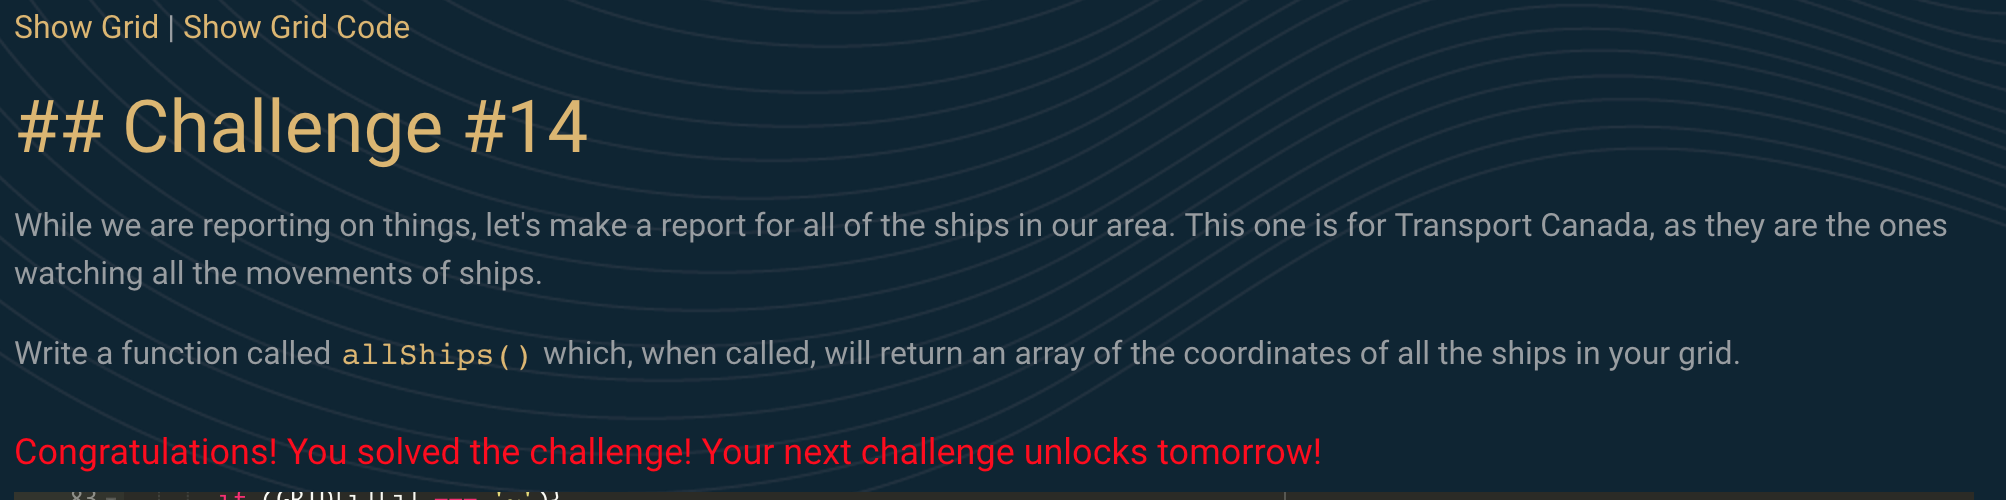 Show Grid | Show Grid Code
## Challenge #14
While we are reporting on things, let's make a report for all of the ships in our area. This one is for Transport Canada, as they are the ones
watching all the movements of ships.
Write a function called allShips() which, when called, will return an array of the coordinates of all the ships in your grid.
Congratulations! You solved the challenge! Your next challenge unlocks tomorrow!